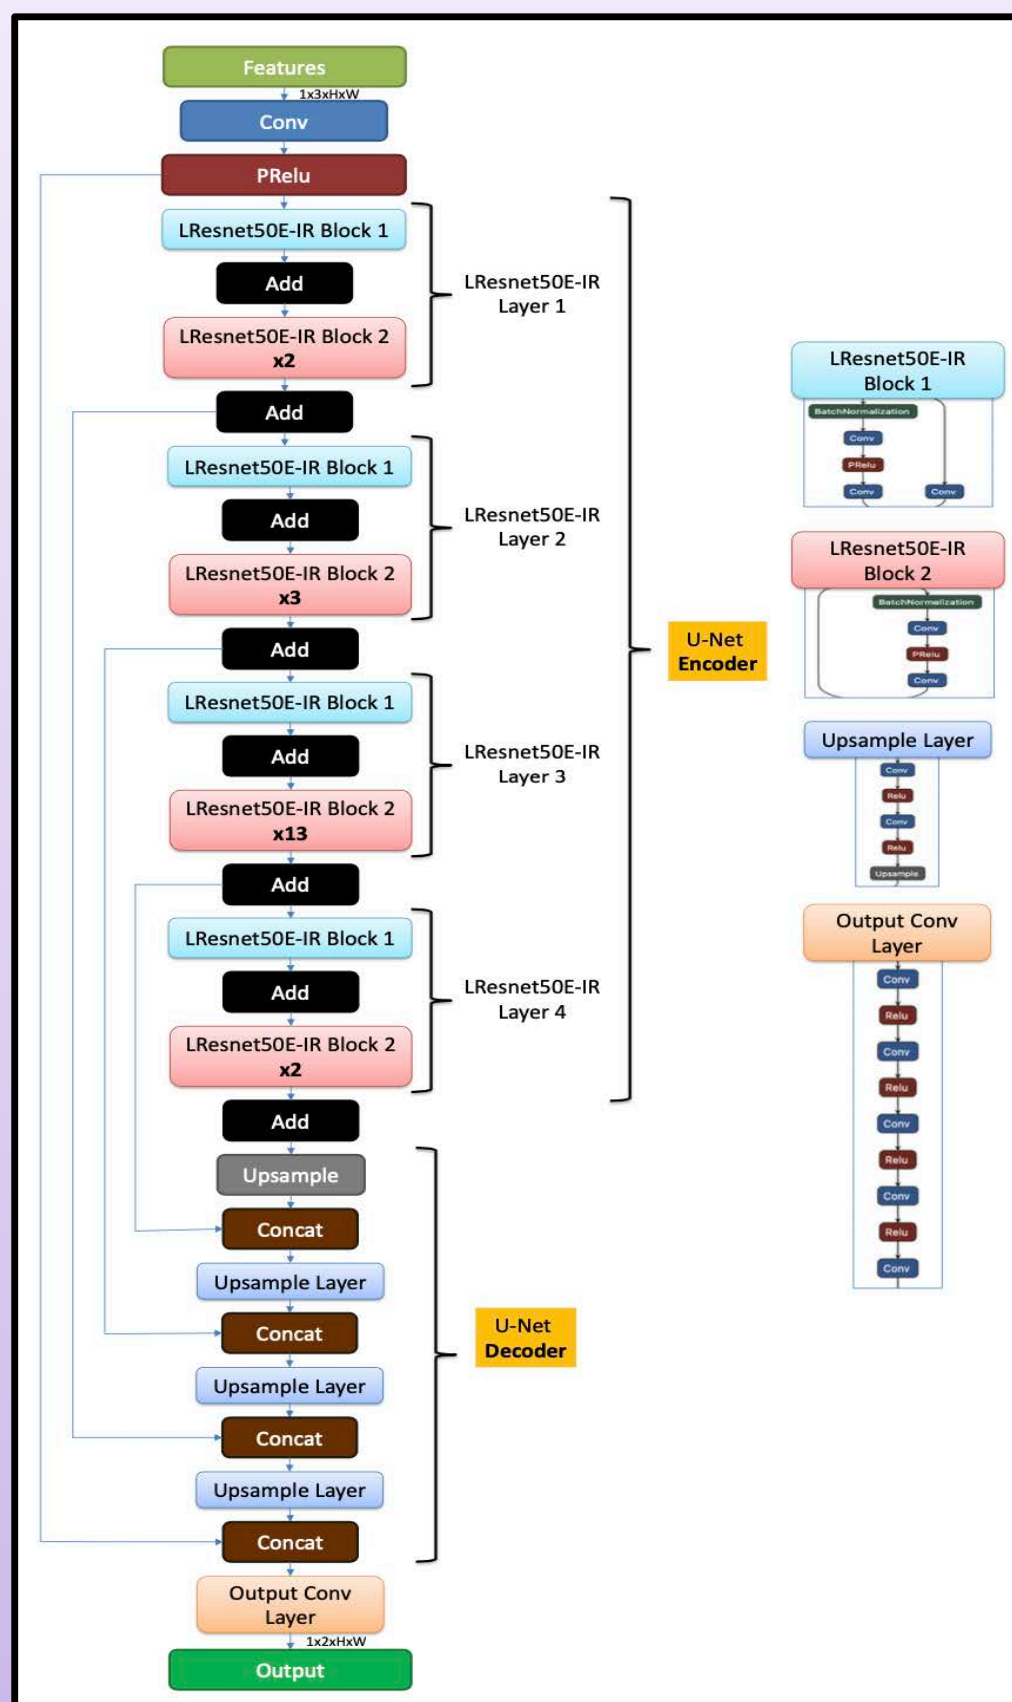 Features
1x3xHxW
Conv
PRelu
LResnet50E-IR Block 1
Add
LResnet50E-IR Block 2
x2
LResnet50E-IR
Layer 1
Add
LResnet50E-IR Block 1
Add
LResnet50E-IR Block 2
x3
LResnet50E-IR
Layer 2
Add
LResnet50E-IR Block 1
Add
LResnet50E-IR Block 2
x13
LResnet50E-IR
Layer 3
Add
LResnet50E-IR Block 1
Add
LResnet50E-IR Block 2
x2
LResnet50E-IR
Layer 4
Add
U-Net
Encoder
Upsample
Concat
Upsample Layer
Concat
Upsample Layer
Concat
Upsample Layer
Concat
U-Net
Decoder
Output Conv
Layer
1x2xHxW
Output
LResnet50E-IR
Block 1
BatchNormalization
Conv
PRelu
Conv
Conv
LResnet50E-IR
Block 2
BatchNormalization
Conv
PRelu
Conv
Upsample Layer
Conv
Relu
Conv
Relu
Upsample
Output Conv
Layer
Conv
Relu
Conv
Relu
Conv
Relu
Conv
Relu
Conv